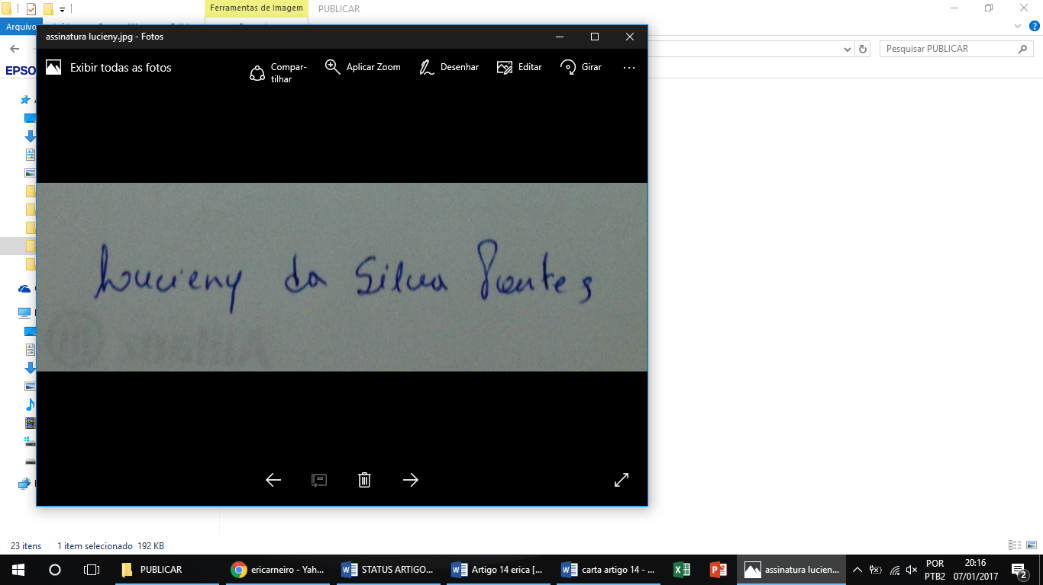 Ferramentas de Imagem
PUBLICAR
Arquivo
assinatura lucieny.jpg - Fotos
Pesquisar PUBLICAR
EPSO
Exibir todas as fotos
Compar-
tilhar
Aplicar Zoom
Desenhar
Editar
Girar
Lucieny da Silva Pontes
Allianz
23 itens
1 item selecionado 192 KB
PUBLICAR
ericarneiro - Yah...
STATUS ARTIGO...
Artigo 14 erica [...
carta artigo 14 - ...
assinatura lucien...
POR
PTB2
20:16
07/01/2017
2